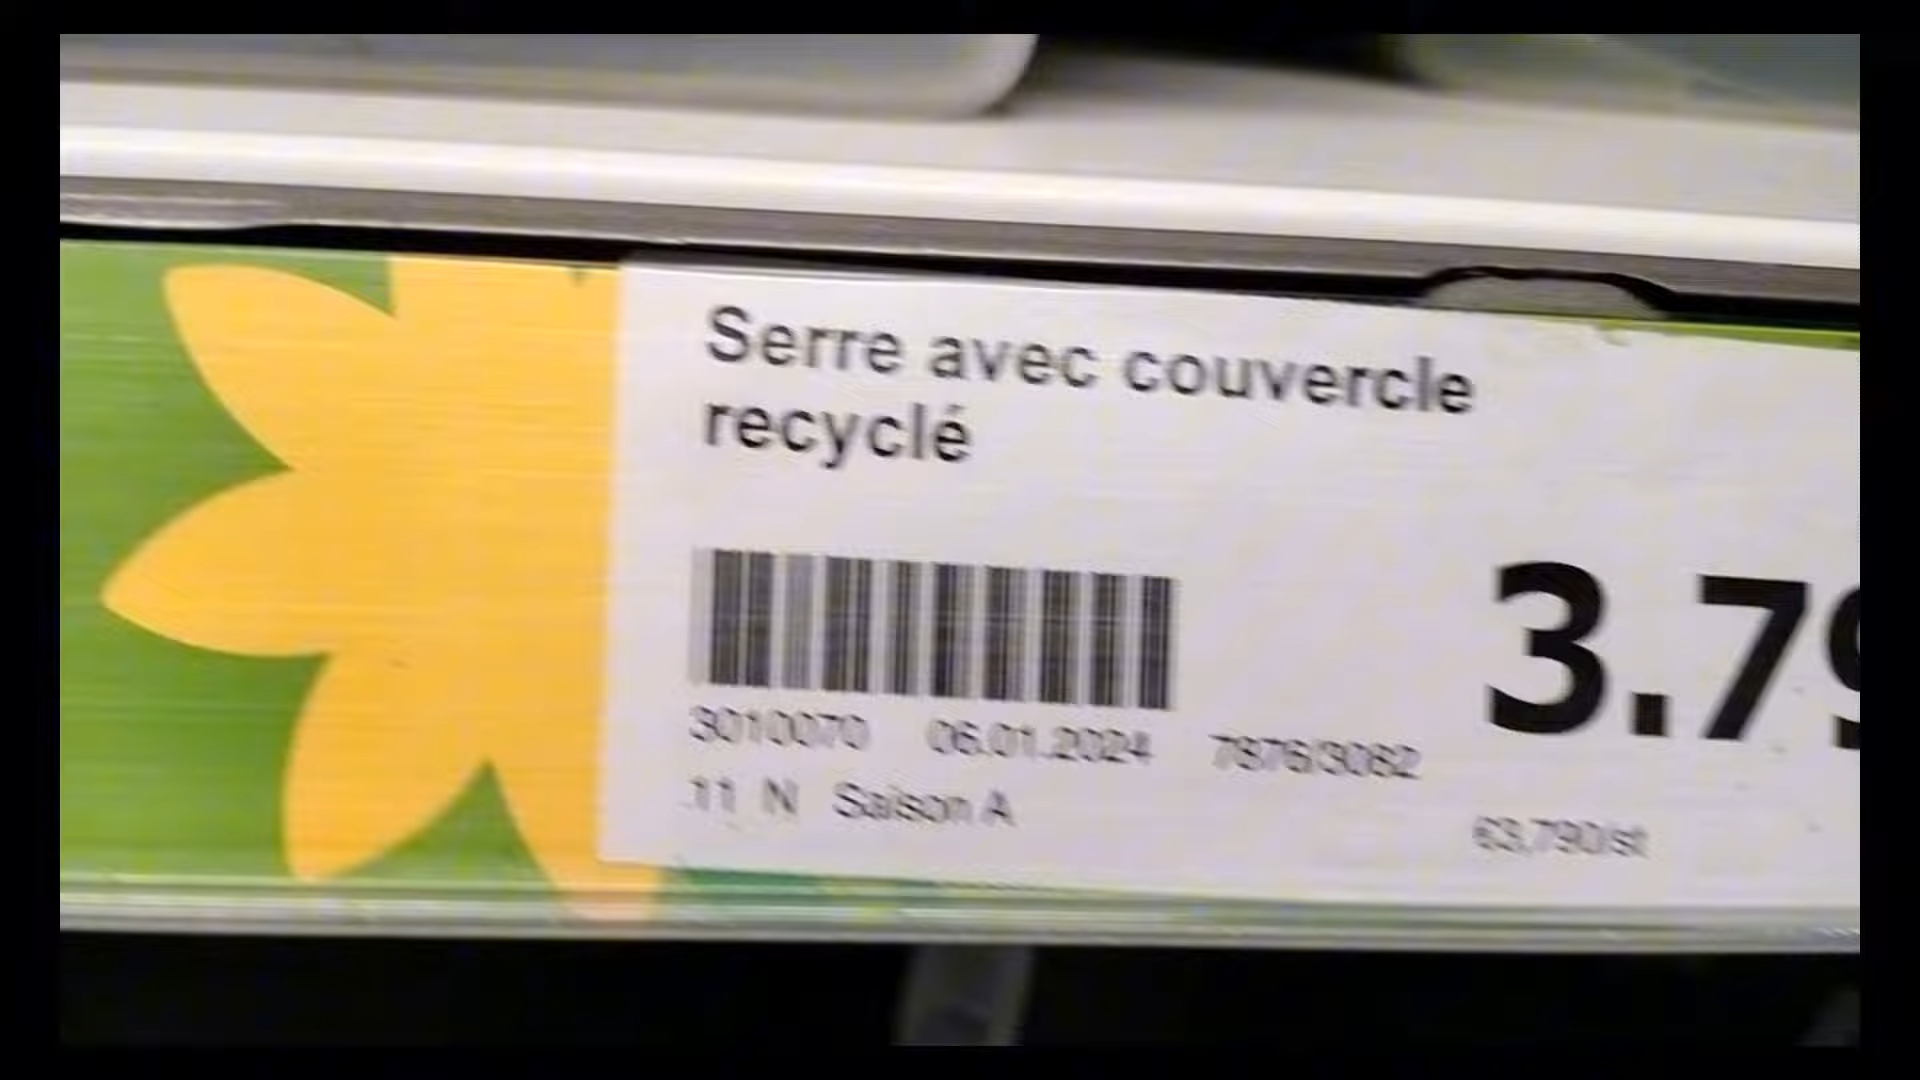 Serre avec couvercle
recyclé
3.79
3010070 06.01.2024 7876/3082
11 N Saison A